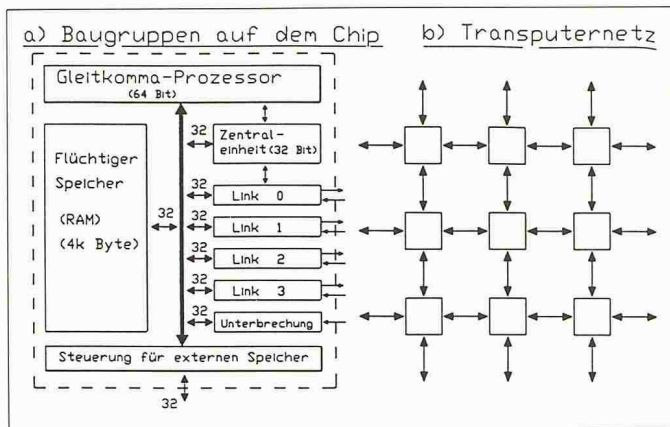 a) Baugruppen auf dem Chip
b) Transputernetz
Gleitkomma-Prozessor
(64 Bit)
Flüchtiger
Speicher
(RAM)
(4k Byte)
32
32
Zentral-
einheit (32 Bit)
32
Link 0
32
Link 1
32
Link 2
32
Link 3
32
Unterbrechung
Steuerung für externen Speicher
32